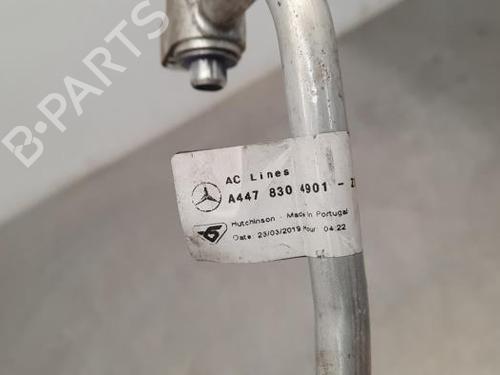 B-PARTS
AC Lines
A447 830 4901 -
Hutchinson - Made in Portugal
Date: 23/03/2019 Hour: 04:22